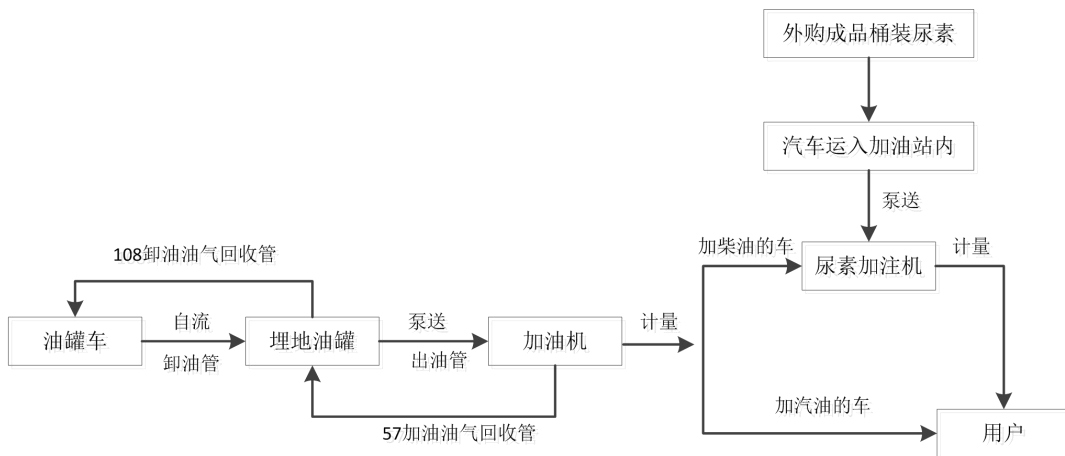 外购成品桶装尿素
汽车运入加油站内
泵送
108卸油油气回收管
加柴油的车
尿素加注机
计量
油罐车
自流
卸油管
埋地油罐
泵送
出油管
加油机
计量
57加油油气回收管
加汽油的车
用户